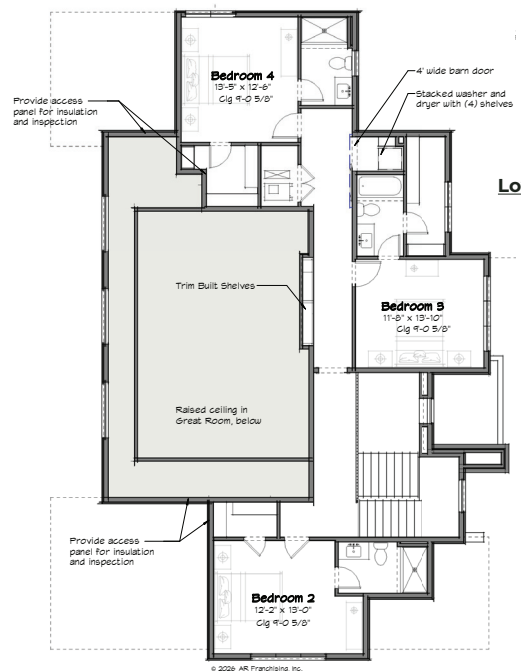 Bedroom 4
13'-5" x 12'-6"
Clg 9'-0 5/8"
4' wide barn door
Stacked washer and
dryer with (4) shelves
Provide access
panel for insulation
and inspection
Lo
Trim Built Shelves
Bedroom 3
11'-8" x 13'-10"
Clg 9'-0 5/8"
Raised ceiling in
Great Room, below
Provide access
panel for insulation
and inspection
Bedroom 2
12'-2" x 13'-0"
Clg 9'-0 5/8"
© 2026 AR Franchising, Inc.